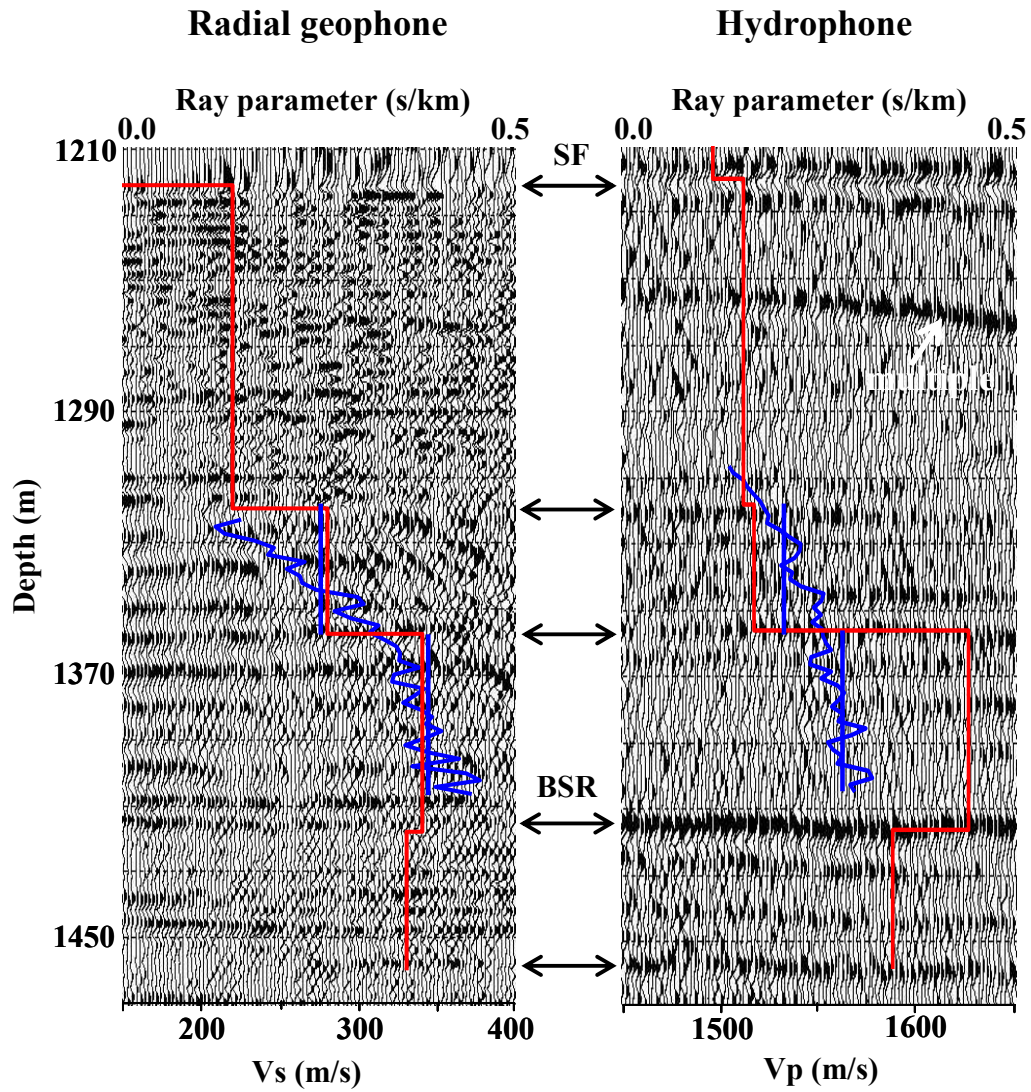 Radial geophone
Hydrophone
Ray parameter (s/km)
Ray parameter (s/km)
0.0
0.5
0.0
0.5
1210
SF
multiple
1290
Depth (m)
1370
BSR
1450
200
300
400
1500
1600
Vs (m/s)
Vp (m/s)